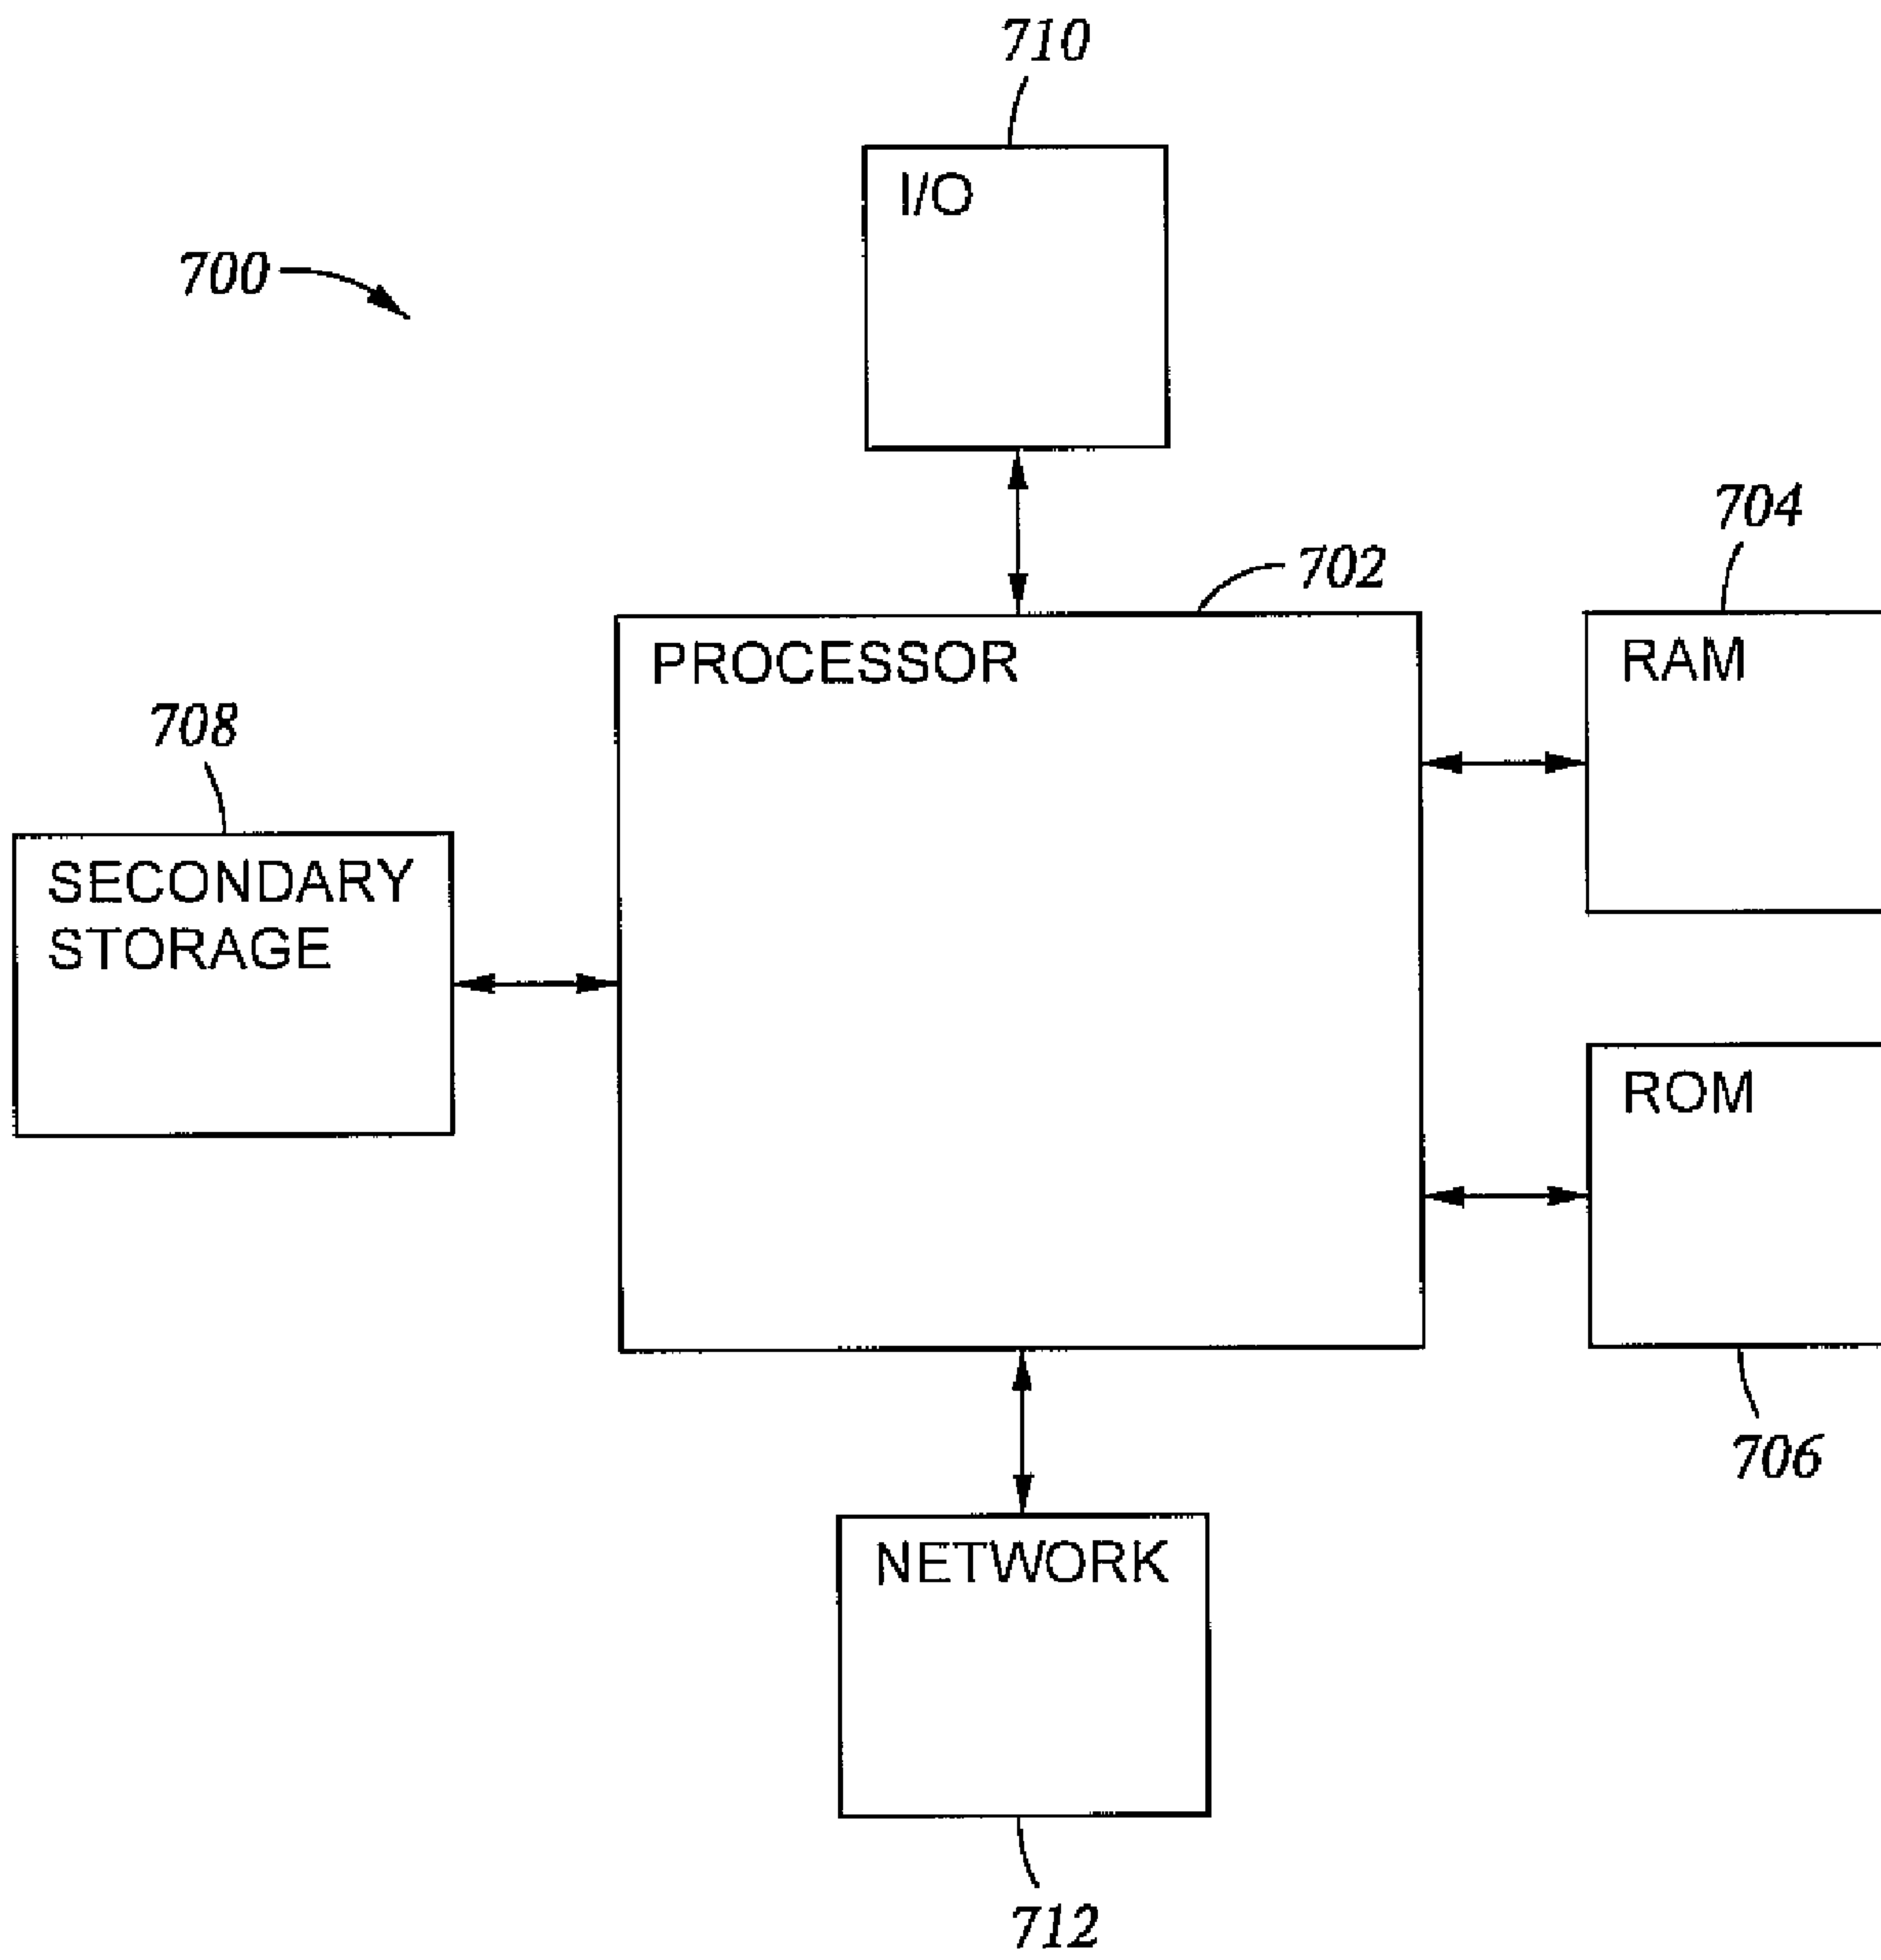 710
I/O
700
704
702
PROCESSOR
RAM
708
SECONDARY
STORAGE
ROM
706
NETWORK
712